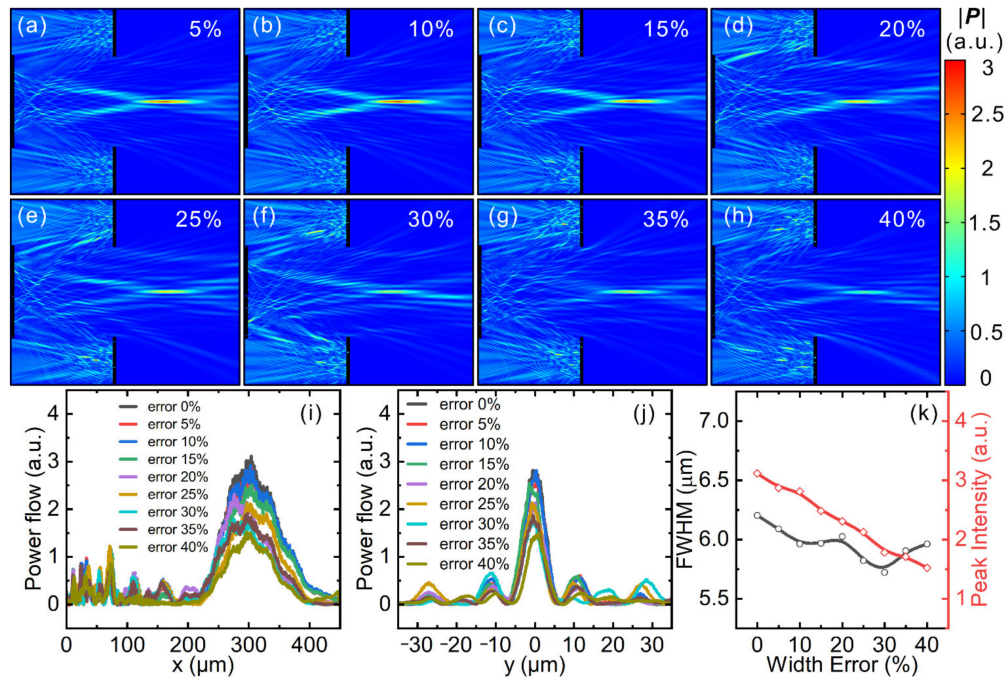 (a) 5%
(b) 10%
(c) 15%
(d) 20%
|P|
(a.u.)
3
2.5
2
1.5
1
0.5
0
(e) 25%
(f) 30%
(g) 35%
(h) 40%
(i)
Power flow (a.u.)
4
3
2
1
0
error 0%
error 5%
error 10%
error 15%
error 20%
error 25%
error 30%
error 35%
error 40%
0 100 200 300 400
x (μm)
(j)
Power flow (a.u.)
4
3
2
1
0
error 0%
error 5%
error 10%
error 15%
error 20%
error 25%
error 30%
error 35%
error 40%
−30 −20 −10 0 10 20 30
y (μm)
(k)
FWHM (μm)
7.0
6.5
6.0
5.5
Peak Intensity (a.u.)
4
3
2
1
0 10 20 30 40
Width Error (%)